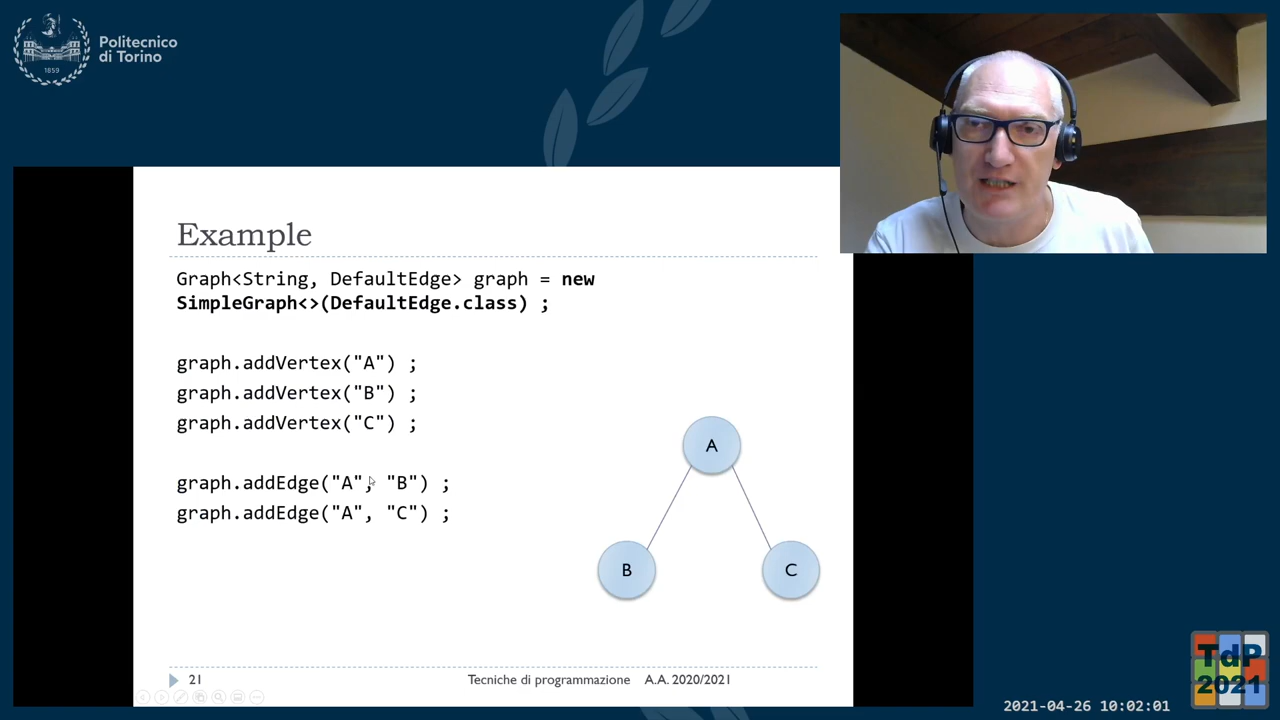 Politecnico
di Torino
1859
Example
Graph<String, DefaultEdge> graph = new
SimpleGraph<>(DefaultEdge.class) ;
graph.addVertex("A") ;
graph.addVertex("B") ;
graph.addVertex("C") ;
graph.addEdge("A", "B") ;
graph.addEdge("A", "C") ;
A
B
C
21
Tecniche di programmazione A.A. 2020/2021
TdP
2021
2021-04-26 10:02:01